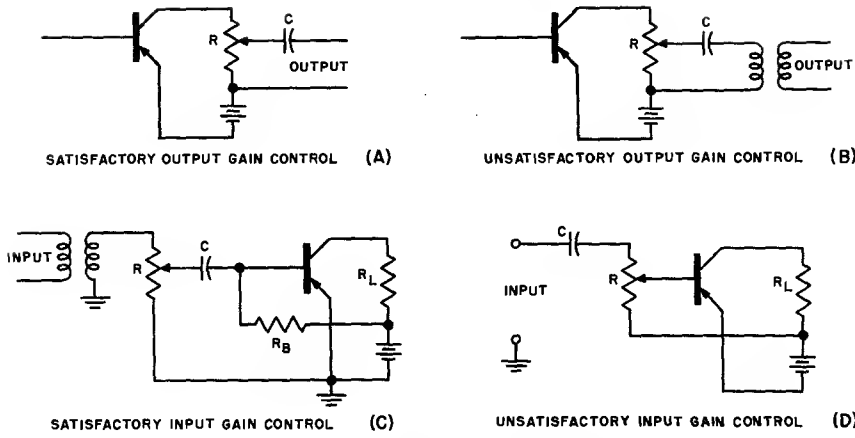 C
R
OUTPUT
SATISFACTORY OUTPUT GAIN CONTROL (A)
C
R
OUTPUT
UNSATISFACTORY OUTPUT GAIN CONTROL (B)
INPUT
R
C
RL
RB
SATISFACTORY INPUT GAIN CONTROL (C)
C
INPUT
R
RL
UNSATISFACTORY INPUT GAIN CONTROL (D)